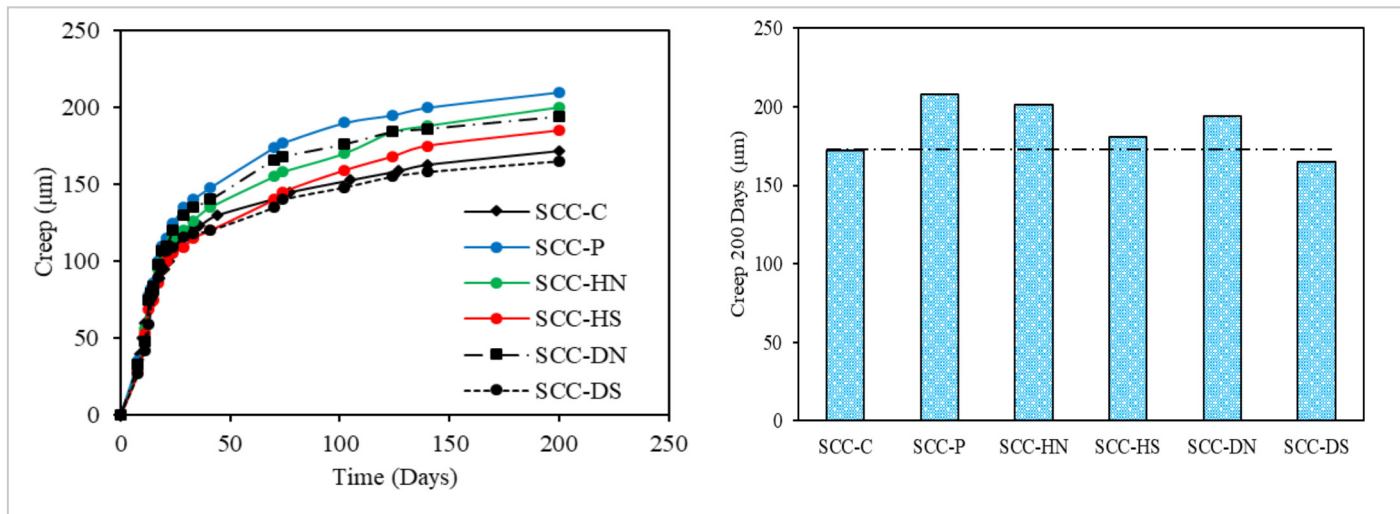 250
200
150
100
50
0
Creep (µm)
0 50 100 150 200 250
Time (Days)
SCC-C
SCC-P
SCC-HN
SCC-HS
SCC-DN
SCC-DS
250
200
150
100
50
0
Creep 200 Days (µm)
SCC-C SCC-P SCC-HN SCC-HS SCC-DN SCC-DS